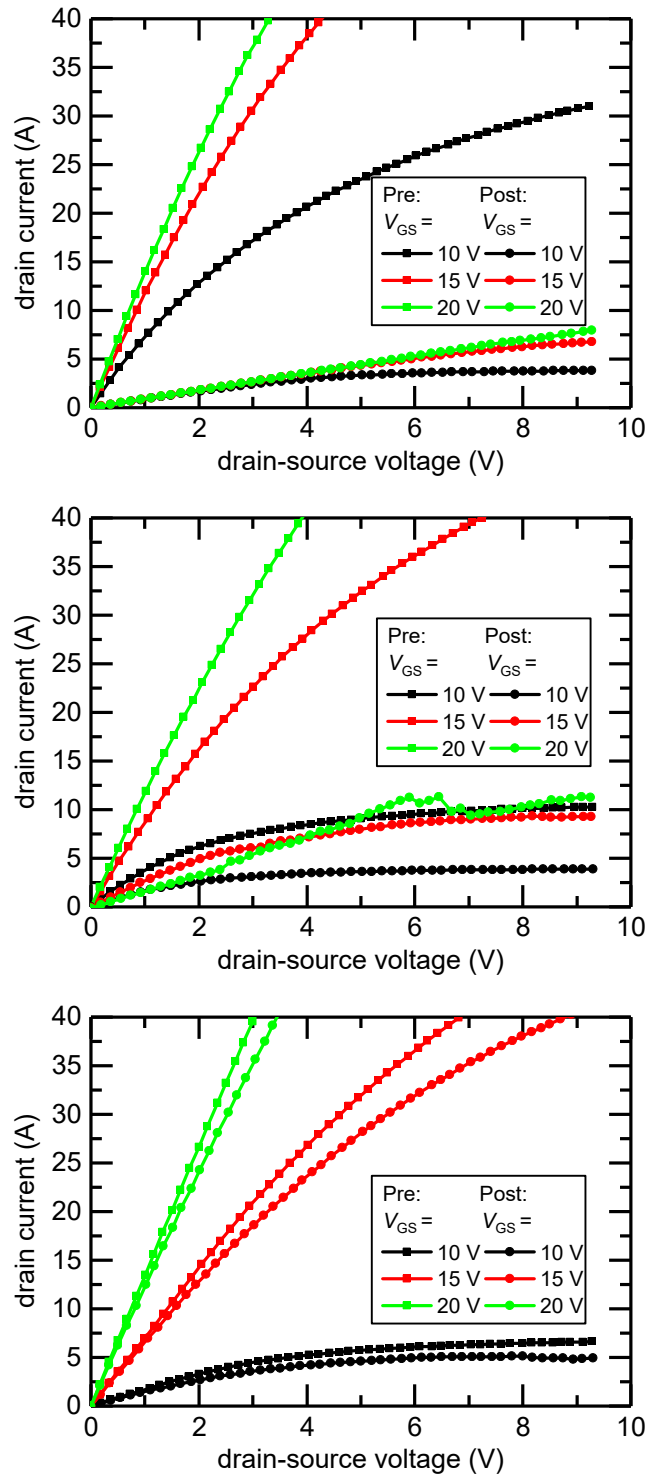 40
35
30
25
20
15
10
5
0
drain current (A)
Pre: Post:
VGS = VGS =
10 V 10 V
15 V 15 V
20 V 20 V
0 2 4 6 8 10
drain-source voltage (V)
40
35
30
25
20
15
10
5
0
drain current (A)
Pre: Post:
VGS = VGS =
10 V 10 V
15 V 15 V
20 V 20 V
0 2 4 6 8 10
drain-source voltage (V)
40
35
30
25
20
15
10
5
0
drain current (A)
Pre: Post:
VGS = VGS =
10 V 10 V
15 V 15 V
20 V 20 V
0 2 4 6 8 10
drain-source voltage (V)